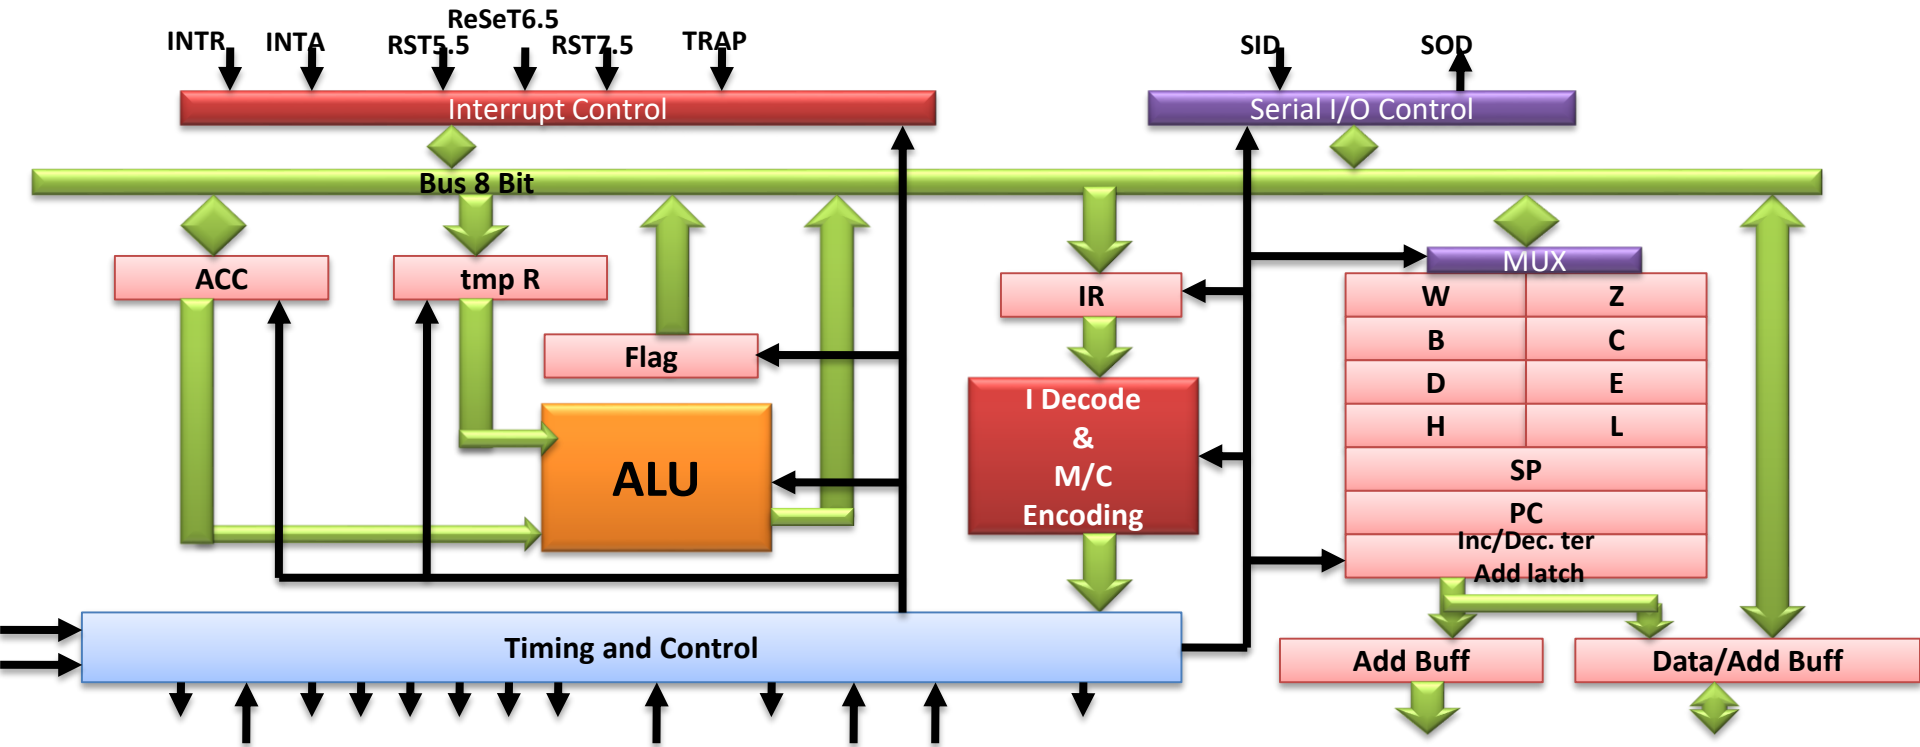 ReSeT6.5
INTR INTA RST5.5 RST7.5 TRAP SID SOD
Interrupt Control Serial I/O Control
Bus 8 Bit
MUX
ACC tmp R IR W Z
Flag B C
I Decode D E
& H L
ALU M/C SP
Encoding PC
Inc/Dec. ter
Add latch
Timing and Control Add Buff Data/Add Buff